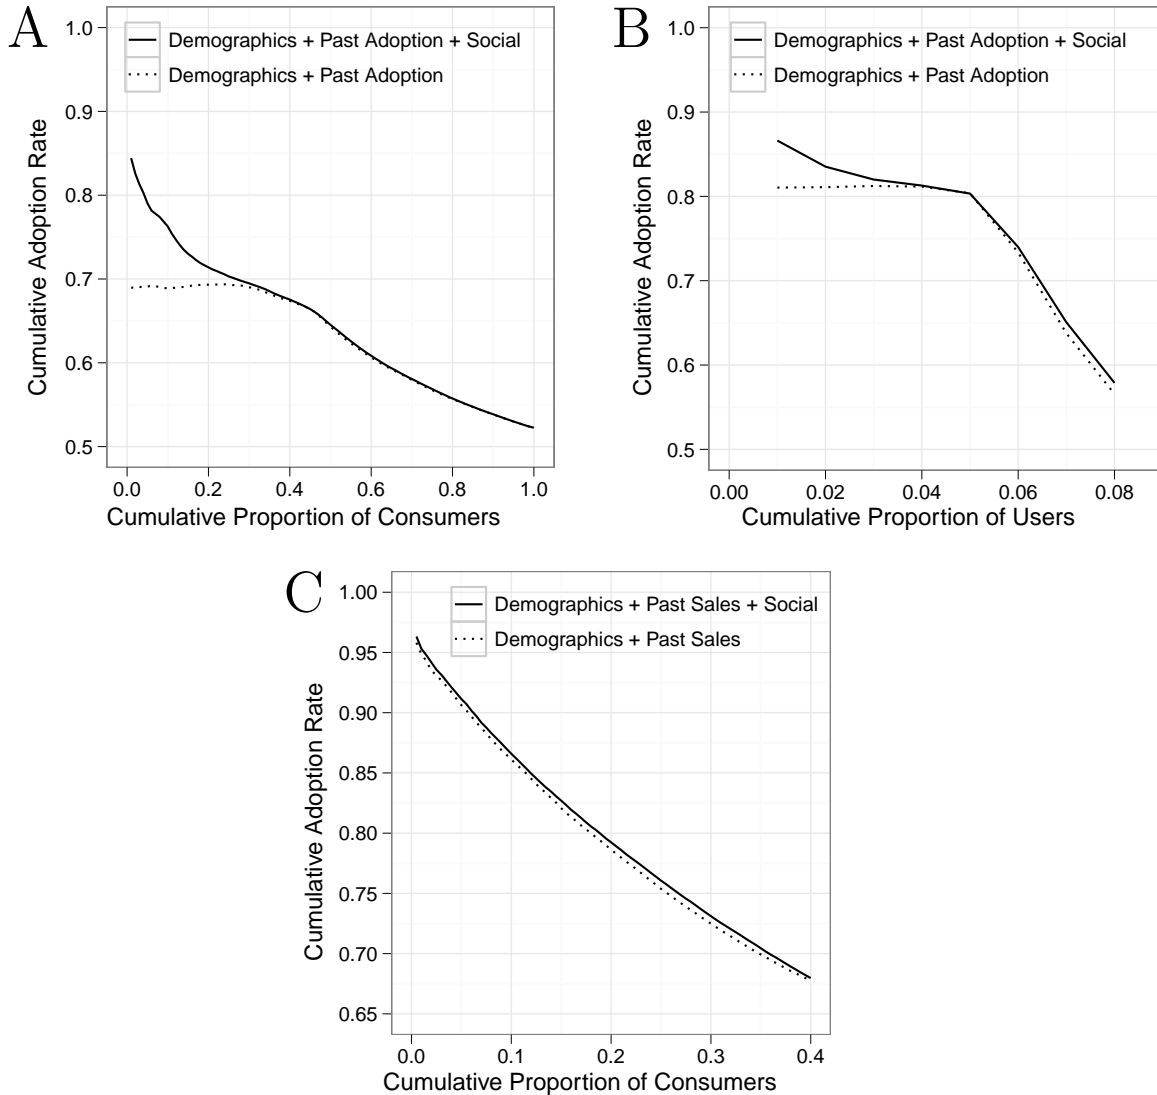 A
Demographics + Past Adoption + Social
Demographics + Past Adoption
Cumulative Adoption Rate
1.0
0.9
0.8
0.7
0.6
0.5
0.0 0.2 0.4 0.6 0.8 1.0
Cumulative Proportion of Consumers
B
Demographics + Past Adoption + Social
Demographics + Past Adoption
Cumulative Adoption Rate
1.0
0.9
0.8
0.7
0.6
0.5
0.00 0.02 0.04 0.06 0.08
Cumulative Proportion of Users
C
Demographics + Past Sales + Social
Demographics + Past Sales
Cumulative Adoption Rate
1.00
0.95
0.90
0.85
0.80
0.75
0.70
0.65
0.0 0.1 0.2 0.3 0.4
Cumulative Proportion of Consumers